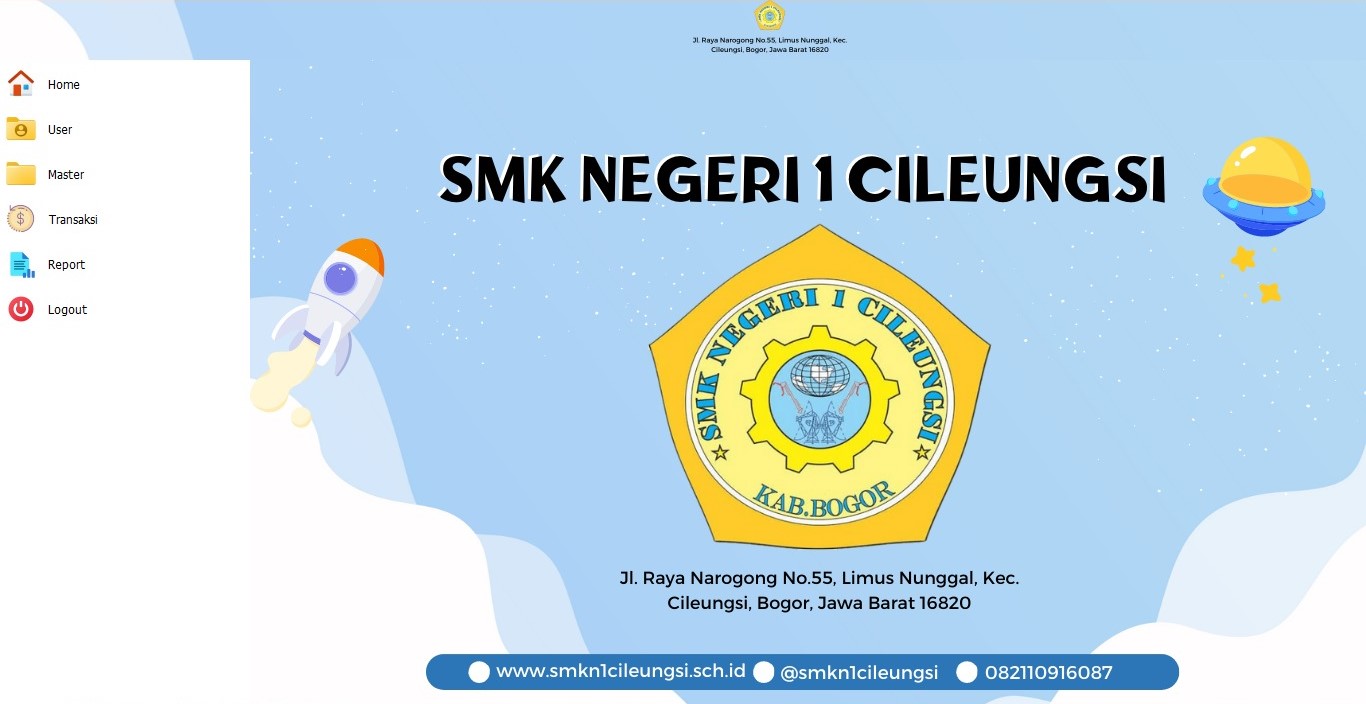 Jl. Raya Narogong No.55, Limus Nunggal, Kec.
Cileungsi, Bogor, Jawa Barat 16820
Home
User
Master
Transaksi
Report
Logout
SMK NEGERI 1 CILEUNGSI
SMK NEGERI 1 CILEUNGSI
KAB.BOGOR
Jl. Raya Narogong No.55, Limus Nunggal, Kec.
Cileungsi, Bogor, Jawa Barat 16820
www.smkn1cileungsi.sch.id @smkn1cileungsi 082110916087